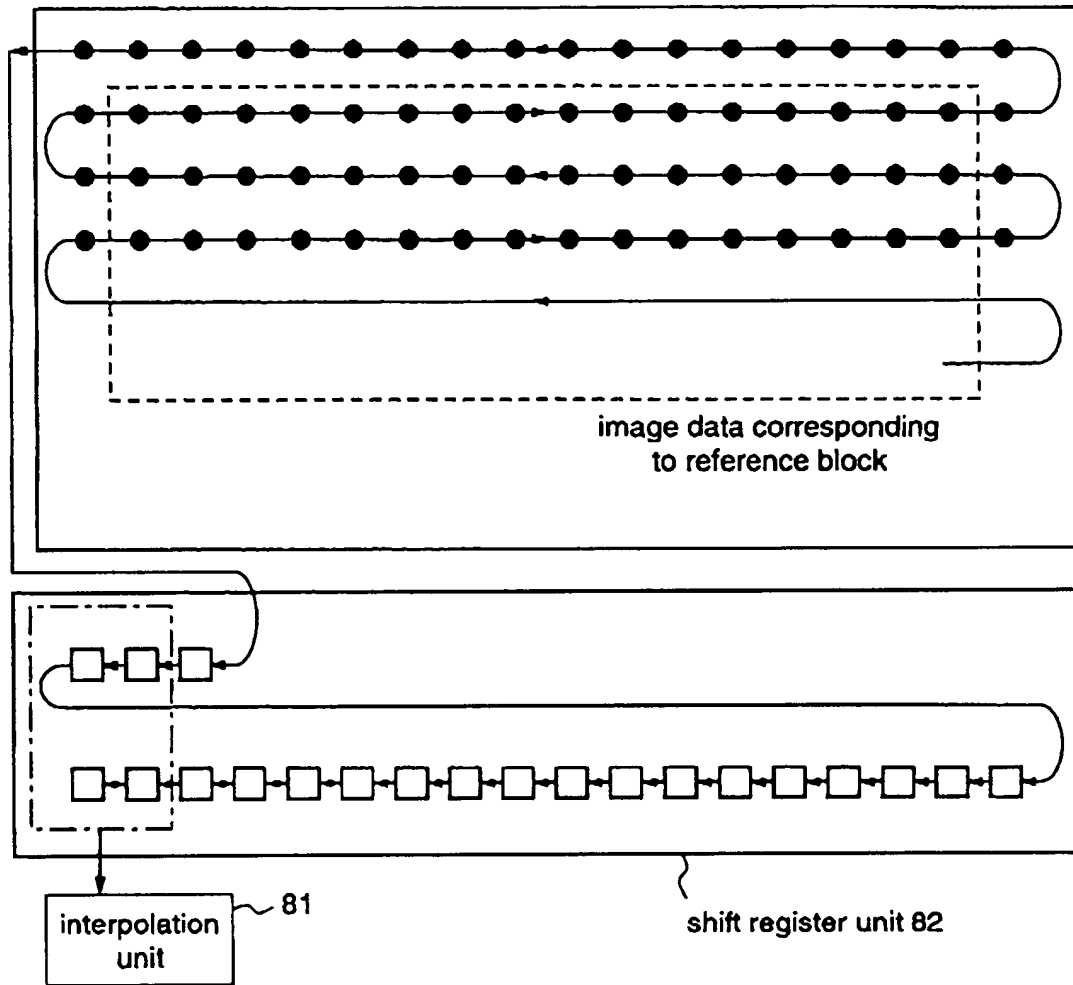 image data corresponding
to reference block
81
interpolation
unit
shift register unit 82